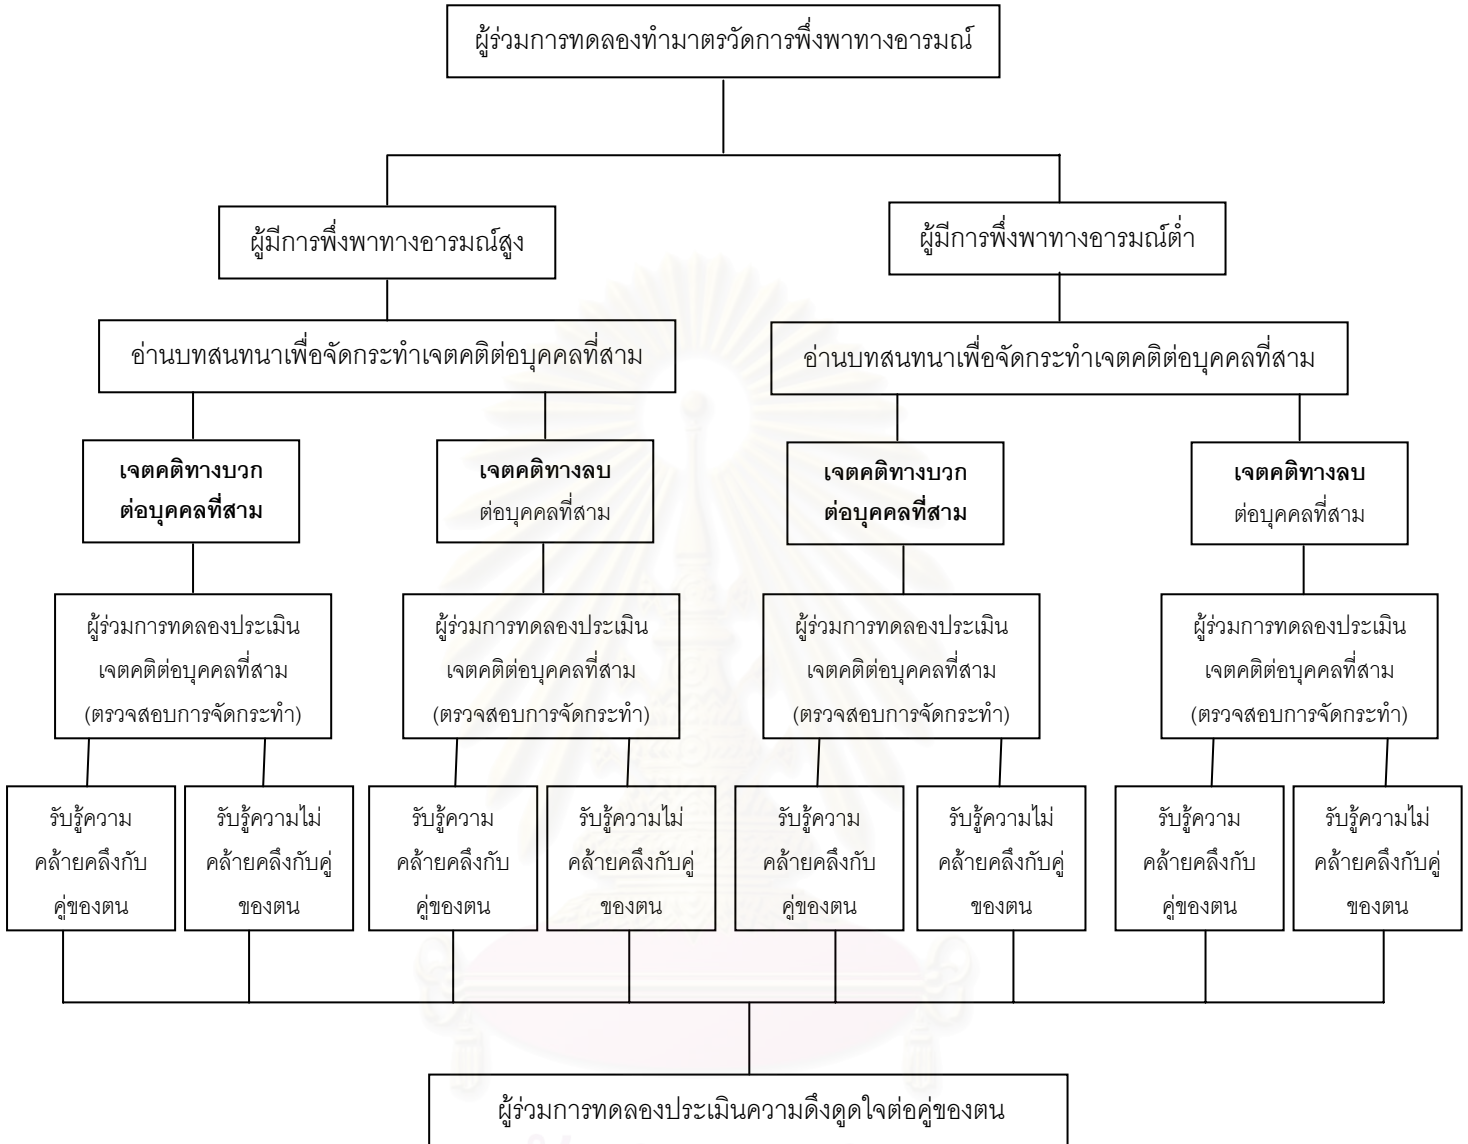 ผู้ร่วมการทดลองทำมาตรวัดการพึ่งพาทางอารมณ์
ผู้มีการพึ่งพาทางอารมณ์สูง
ผู้มีการพึ่งพาทางอารมณ์ต่ำ
อ่านบทสนทนาเพื่อจัดกระทำเจตคติต่อบุคคลที่สาม
อ่านบทสนทนาเพื่อจัดกระทำเจตคติต่อบุคคลที่สาม
เจตคติทางบวก
ต่อบุคคลที่สาม
เจตคติทางลบ
ต่อบุคคลที่สาม
เจตคติทางบวก
ต่อบุคคลที่สาม
เจตคติทางลบ
ต่อบุคคลที่สาม
ผู้ร่วมการทดลองประเมิน
เจตคติต่อบุคคลที่สาม
(ตรวจสอบการจัดกระทำ)
ผู้ร่วมการทดลองประเมิน
เจตคติต่อบุคคลที่สาม
(ตรวจสอบการจัดกระทำ)
ผู้ร่วมการทดลองประเมิน
เจตคติต่อบุคคลที่สาม
(ตรวจสอบการจัดกระทำ)
ผู้ร่วมการทดลองประเมิน
เจตคติต่อบุคคลที่สาม
(ตรวจสอบการจัดกระทำ)
รับรู้ความ
คล้ายคลึงกับ
คู่ของตน
รับรู้ความไม่
คล้ายคลึงกับคู่
ของตน
รับรู้ความ
คล้ายคลึงกับ
คู่ของตน
รับรู้ความไม่
คล้ายคลึงกับคู่
ของตน
รับรู้ความ
คล้ายคลึงกับ
คู่ของตน
รับรู้ความไม่
คล้ายคลึงกับคู่
ของตน
รับรู้ความ
คล้ายคลึงกับ
คู่ของตน
รับรู้ความไม่
คล้ายคลึงกับคู่
ของตน
ผู้ร่วมการทดลองประเมินความดึงดูดใจต่อคู่ของตน